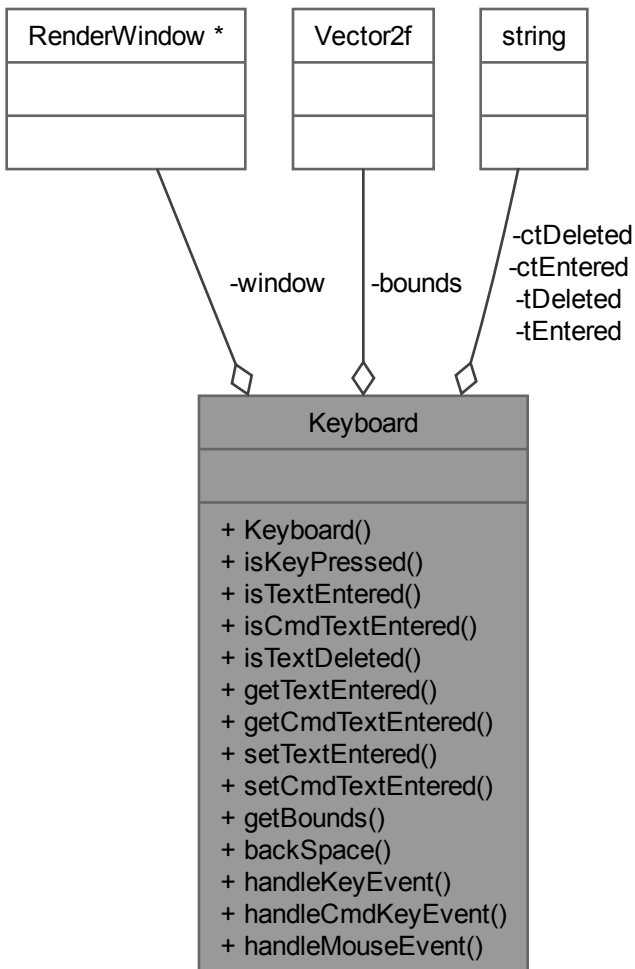 RenderWindow *
Vector2f
string
-window
-bounds
-ctDeleted
-ctEntered
-tDeleted
-tEntered
Keyboard
+ Keyboard()
+ isKeyPressed()
+ isTextEntered()
+ isCmdTextEntered()
+ isTextDeleted()
+ getTextEntered()
+ getCmdTextEntered()
+ setTextEntered()
+ setCmdTextEntered()
+ getBounds()
+ backSpace()
+ handleKeyEvent()
+ handleCmdKeyEvent()
+ handleMouseEvent()